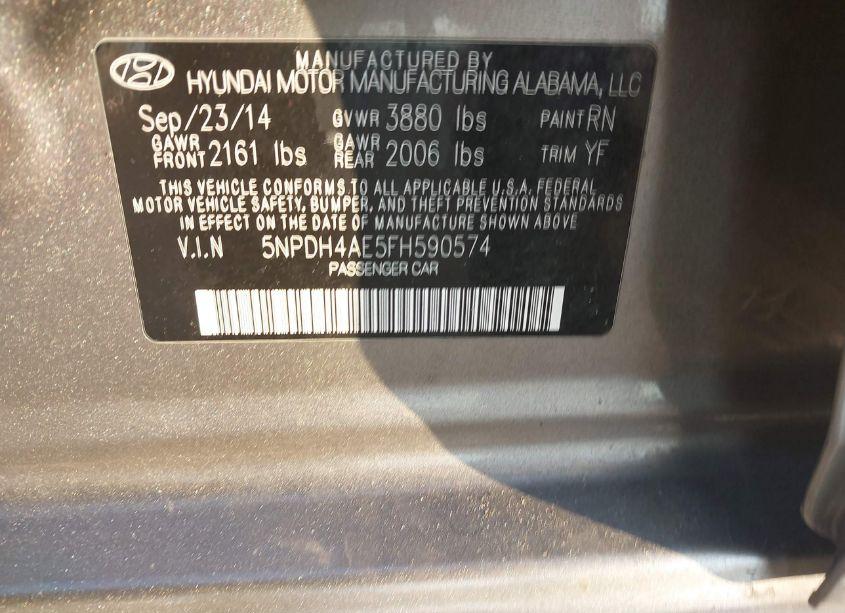 MANUFACTURED BY
HYUNDAI MOTOR MANUFACTURING ALABAMA, LLC
Sep/23/14 GVWR 3880 lbs PAINT RN
GAWR FRONT 2161 lbs GAWR REAR 2006 lbs TRIM YF
THIS VEHICLE CONFORMS TO ALL APPLICABLE U.S.A. FEDERAL
MOTOR VEHICLE SAFETY, BUMPER, AND THEFT PREVENTION STANDARDS
IN EFFECT ON THE DATE OF MANUFACTURE SHOWN ABOVE
V.I.N 5NPDH4AE5FH590574
PASSENGER CAR